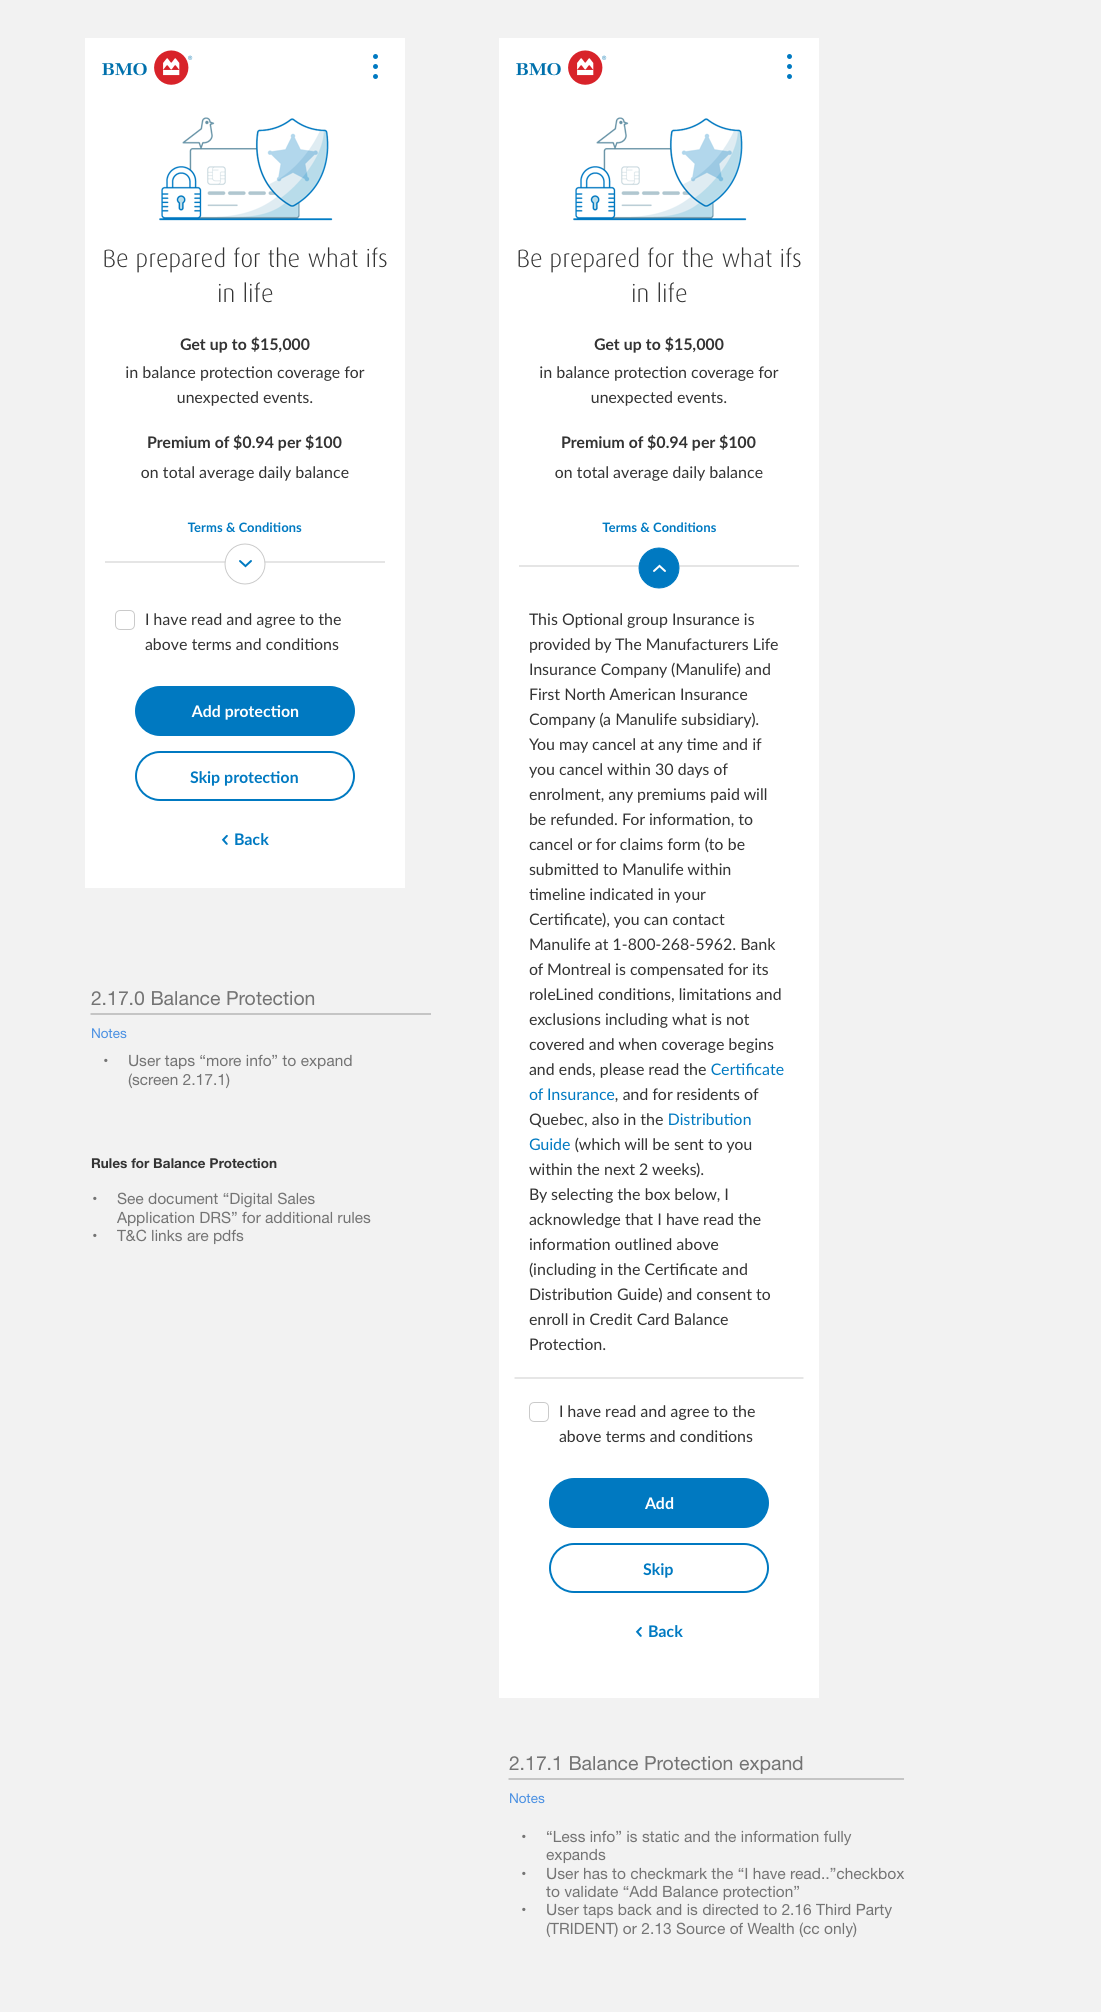 BMO
Be prepared for the what ifs
in life
Get up to $15,000
in balance protection coverage for
unexpected events.
Premium of $0.94 per $100
on total average daily balance
Terms & Conditions
I have read and agree to the
above terms and conditions
Add protection
Skip protection
Back
2.17.0 Balance Protection
Notes
• User taps “more info” to expand
(screen 2.17.1)
Rules for Balance Protection
• See document “Digital Sales
Application DRS” for additional rules
• T&C links are pdfs
BMO
Be prepared for the what ifs
in life
Get up to $15,000
in balance protection coverage for
unexpected events.
Premium of $0.94 per $100
on total average daily balance
Terms & Conditions
This Optional group Insurance is
provided by The Manufacturers Life
Insurance Company (Manulife) and
First North American Insurance
Company (a Manulife subsidiary).
You may cancel at any time and if
you cancel within 30 days of
enrolment, any premiums paid will
be refunded. For information, to
cancel or for claims form (to be
submitted to Manulife within
timeline indicated in your
Certificate), you can contact
Manulife at 1-800-268-5962. Bank
of Montreal is compensated for its
roleLined conditions, limitations and
exclusions including what is not
covered and when coverage begins
and ends, please read the Certificate
of Insurance, and for residents of
Quebec, also in the Distribution
Guide (which will be sent to you
within the next 2 weeks).
By selecting the box below, I
acknowledge that I have read the
information outlined above
(including in the Certificate and
Distribution Guide) and consent to
enroll in Credit Card Balance
Protection.
I have read and agree to the
above terms and conditions
Add
Skip
Back
2.17.1 Balance Protection expand
Notes
• “Less info” is static and the information fully
expands
• User has to checkmark the “I have read..”checkbox
to validate “Add Balance protection”
• User taps back and is directed to 2.16 Third Party
(TRIDENT) or 2.13 Source of Wealth (cc only)